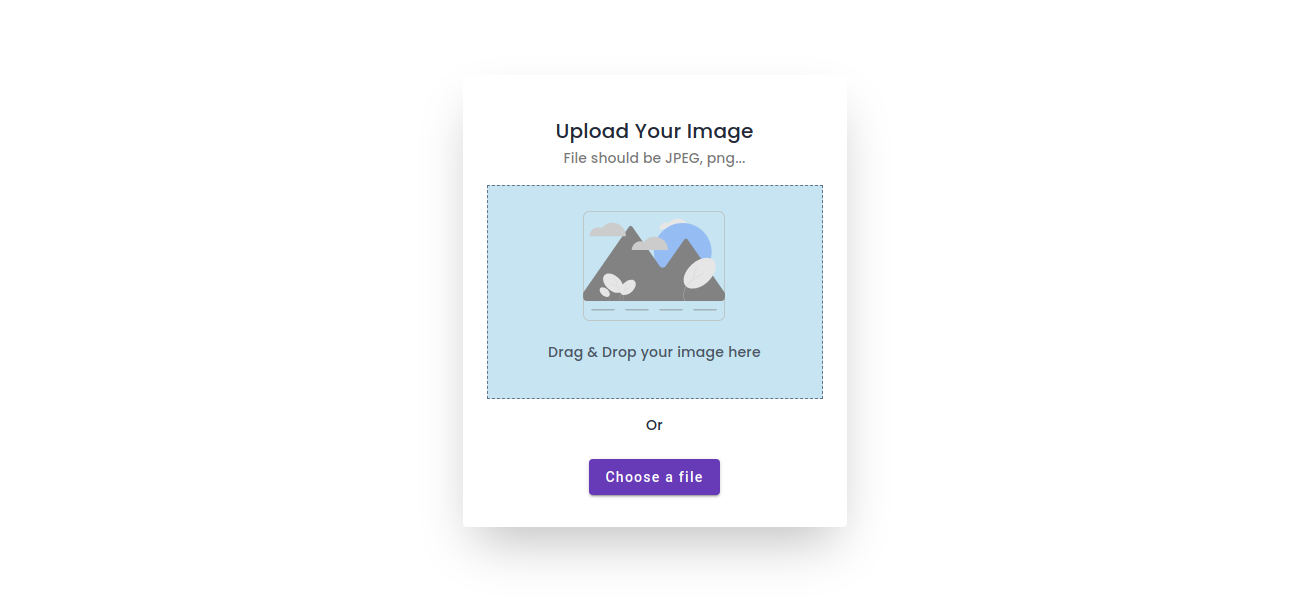 Upload Your Image
File should be JPEG, png...
Drag & Drop your image here
Or
Choose a file